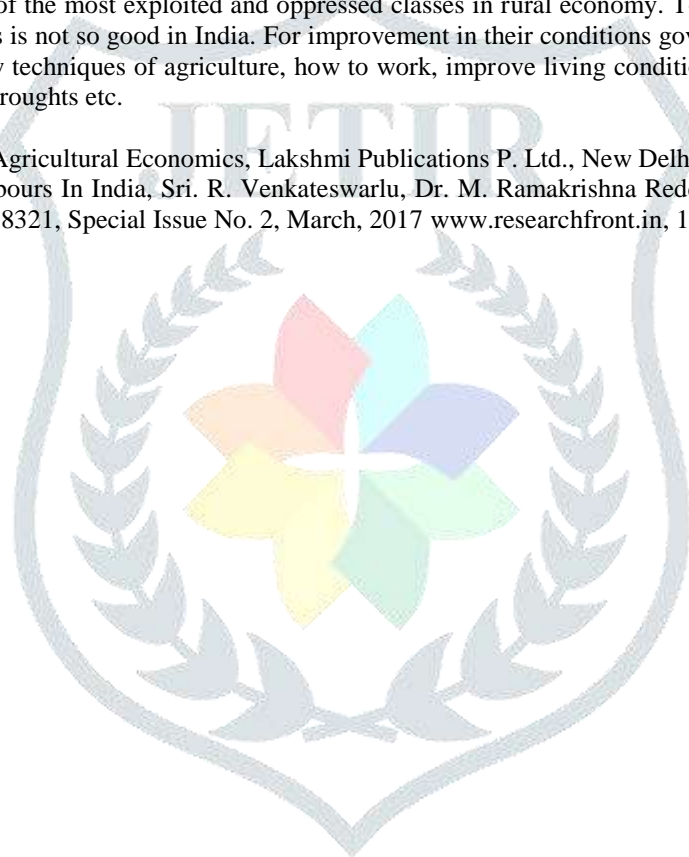 of the most exploited and oppressed classes in rural economy.
s is not so good in India. For improvement in their conditions
techniques of agriculture, how to work, improve living
roughts etc.
JETIR
Agricultural Economics, Lakshmi Publications P. Ltd., New Delh
bours In India, Sri. R. Venkateswarlu, Dr. M. Ramakrishna
8321, Special Issue No. 2, March, 2017 www.researchfront.in, 1